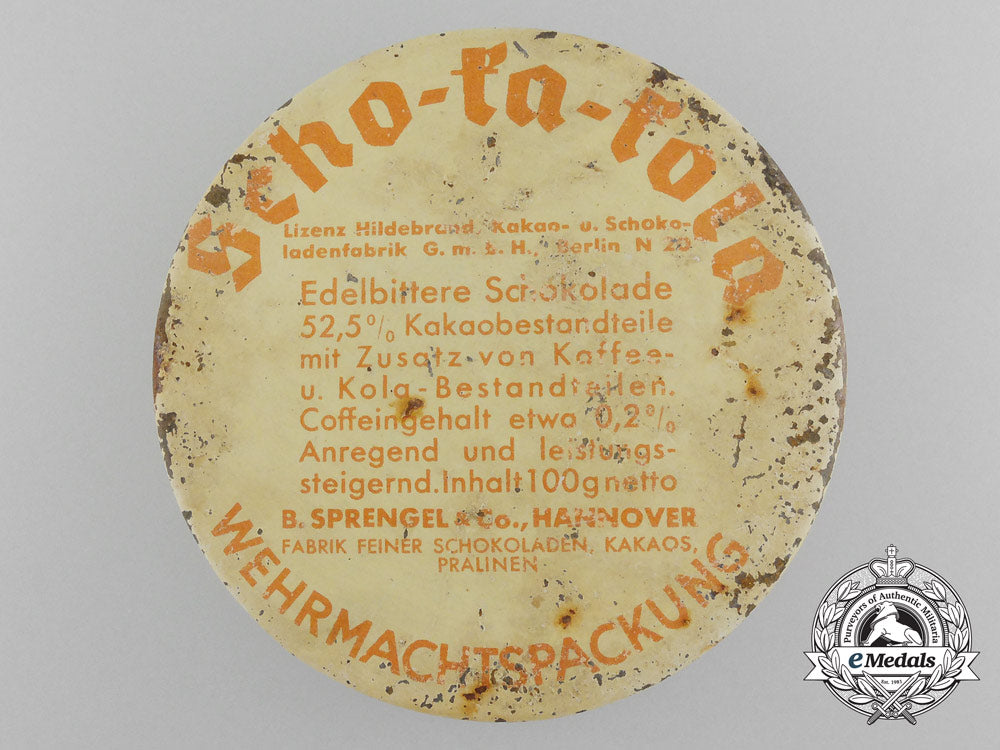 Scho-ka-kola
Lizenz Hildebrand, Kakao- u. Schoko-
ladenfabrik G. m. b. H., Berlin N 20
Edelbittere Schokolade
52,5% Kakaobestandteile
mit Zusatz von Kaffee-
u. Kola-Bestandteilen.
Coffeingehalt etwa 0,2%
Anregend und leistungs-
steigernd. Inhalt 100g netto
B. SPRENGEL & Co., HANNOVER
FABRIK FEINER SCHOKOLADEN, KAKAOS,
PRALINEN
WEHRMACHTSPACKUNG
Purveyors of Authentic Militaria
eMedals
Est. 1983